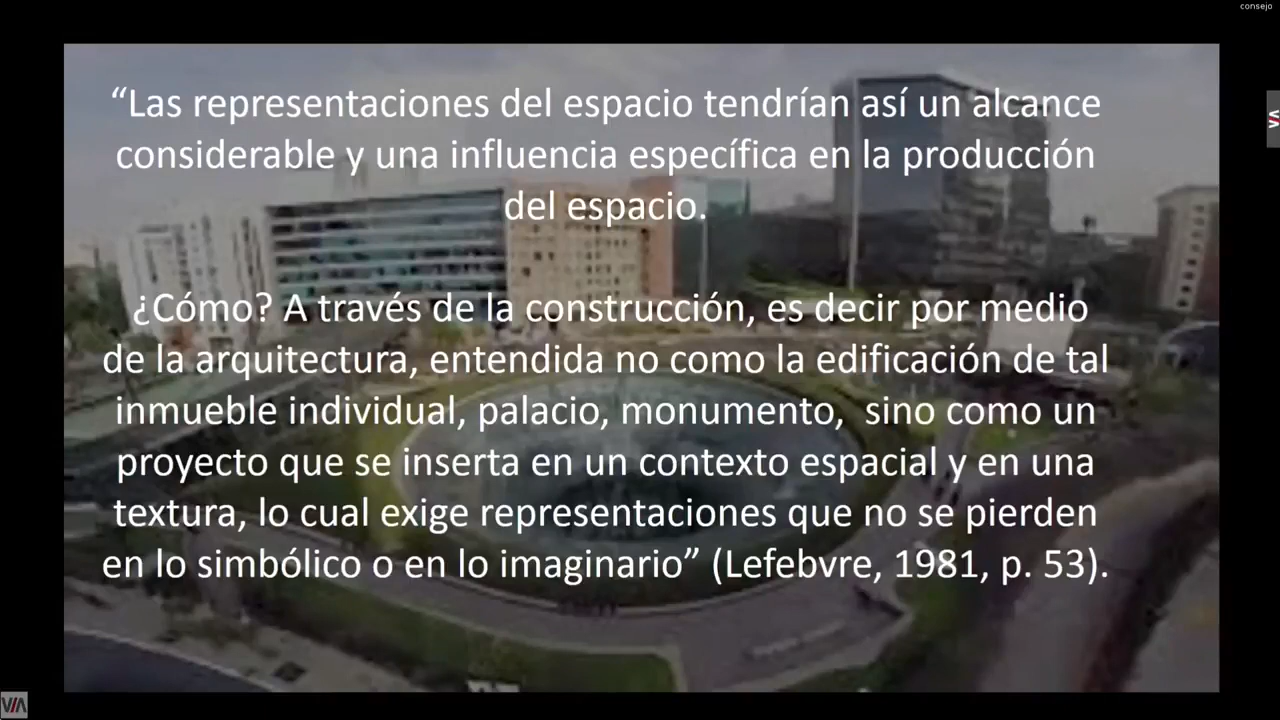 consejo
“Las representaciones del espacio tendrían así un alcance
considerable y una influencia específica en la producción
del espacio.
¿Cómo? A través de la construcción, es decir por medio
de la arquitectura, entendida no como la edificación de tal
inmueble individual, palacio, monumento, sino como un
proyecto que se inserta en un contexto espacial y en una
textura, lo cual exige representaciones que no se pierden
en lo simbólico o en lo imaginario” (Lefebvre, 1981, p. 53).
VIA